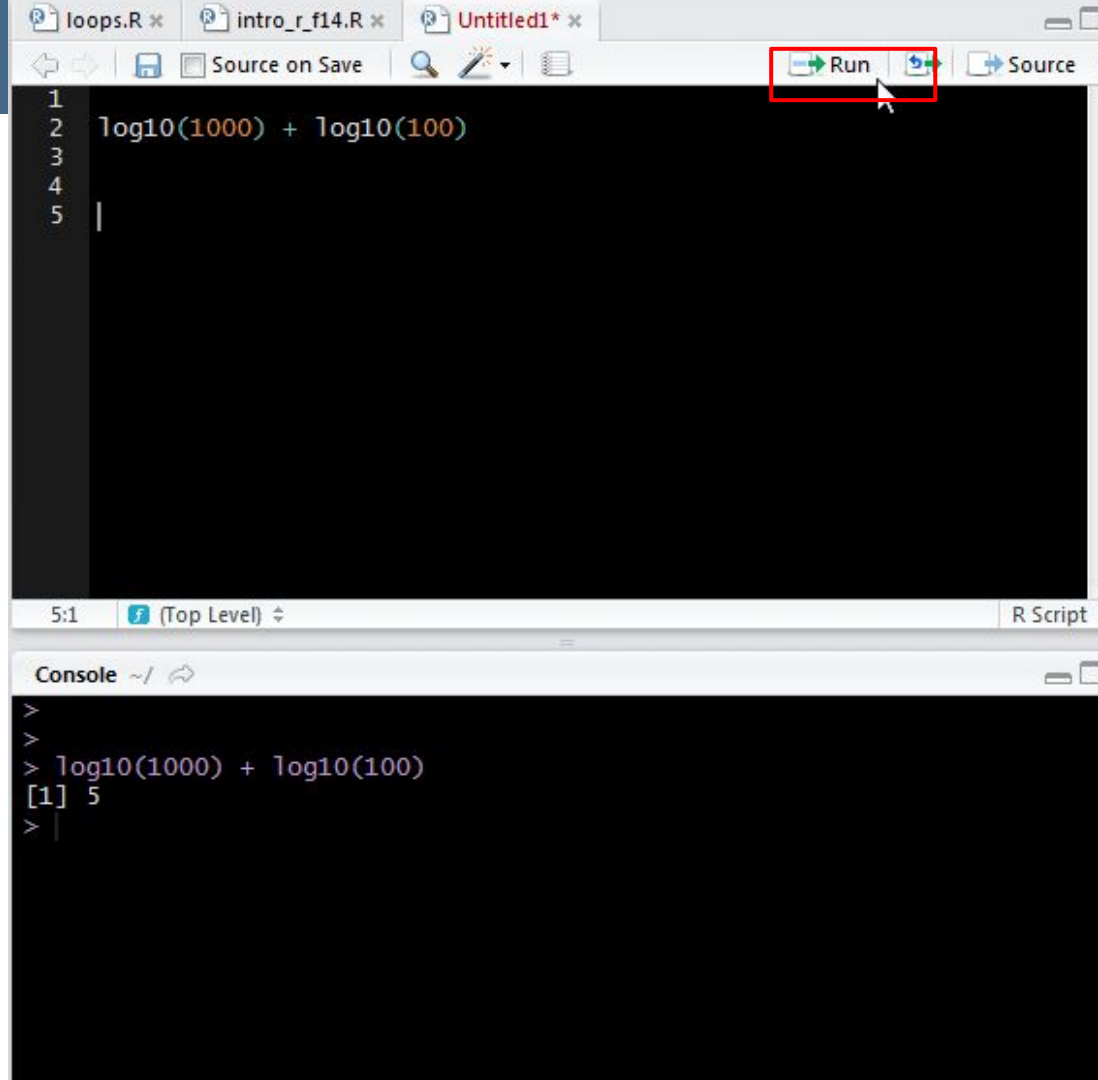 loops.R intro_r_f14.R Untitled1*
Source on Save Run Source
1
2 log10(1000) + log10(100)
3
4
5
5:1 (Top Level) R Script
Console ~/
>
>
> log10(1000) + log10(100)
[1] 5
>